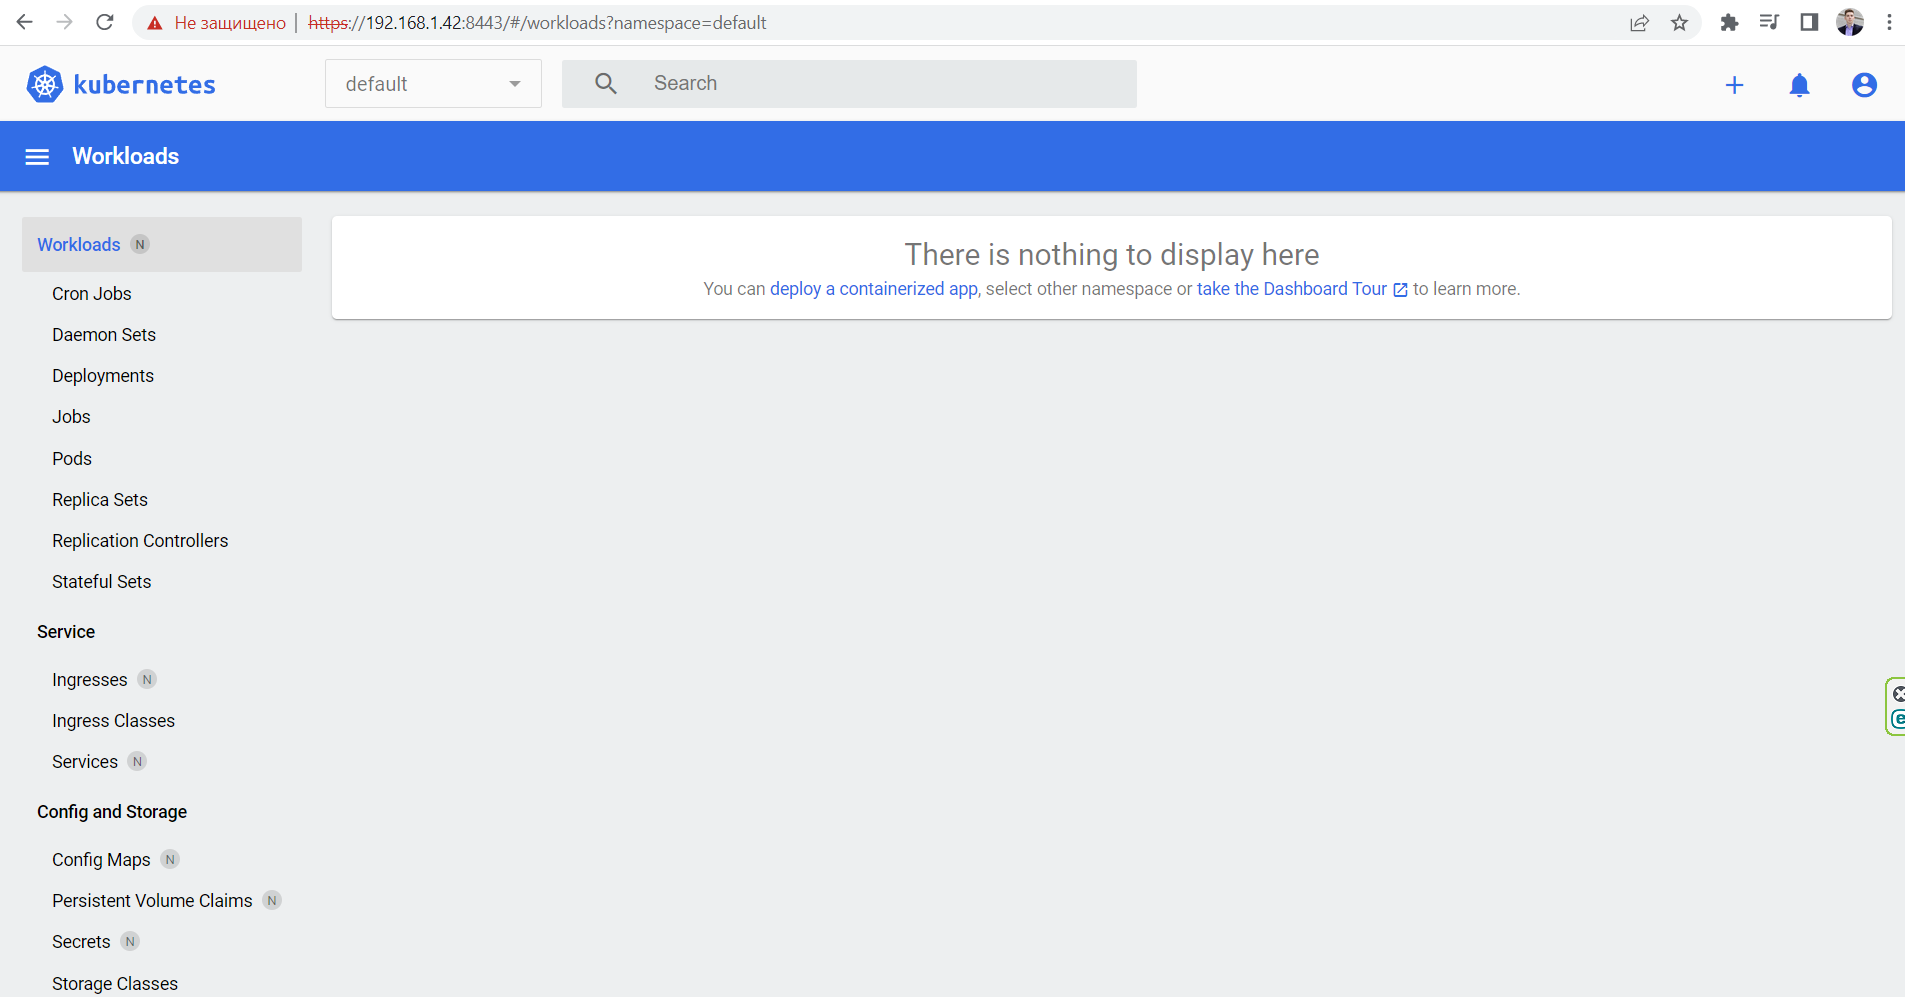 Не защищено | https://192.168.1.42:8443/#/workloads?namespace=default
kubernetes default Search
Workloads
Workloads N
Cron Jobs
Daemon Sets
Deployments
Jobs
Pods
Replica Sets
Replication Controllers
Stateful Sets
Service
Ingresses N
Ingress Classes
Services N
Config and Storage
Config Maps N
Persistent Volume Claims N
Secrets N
Storage Classes
There is nothing to display here
You can deploy a containerized app, select other namespace or take the Dashboard Tour to learn more.
e